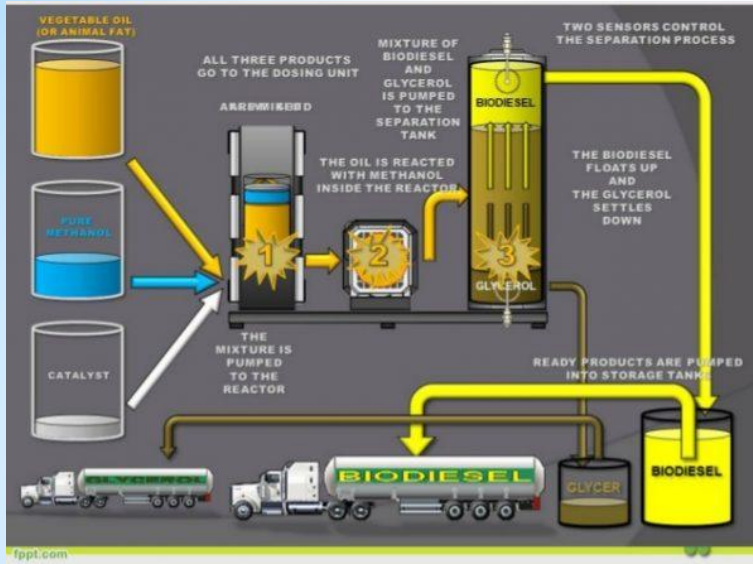 VEGETABLE OIL
(OR ANIMAL FAT)
ALL THREE PRODUCTS
GO TO THE DOSING UNIT
MIXTURE OF
BIODIESEL
AND
GLYCEROL
IS PUMPED
TO THE
SEPARATION
TANK
TWO SENSORS CONTROL
THE SEPARATION PROCESS
BIODIESEL
THE OIL IS REACTED
WITH METHANOL
INSIDE THE REACTOR
THE BIODIESEL
FLOATS UP
AND
THE GLYCEROL
SETTLES
DOWN
PURE
METHANOL
1
2
3
GLYCEROL
CATALYST
THE
MIXTURE IS
PUMPED
TO THE
REACTOR
READY PRODUCTS ARE PUMPED
INTO STORAGE TANKS
GLYCEROL
BIODIESEL
GLYCER
BIODIESEL
fppt.com